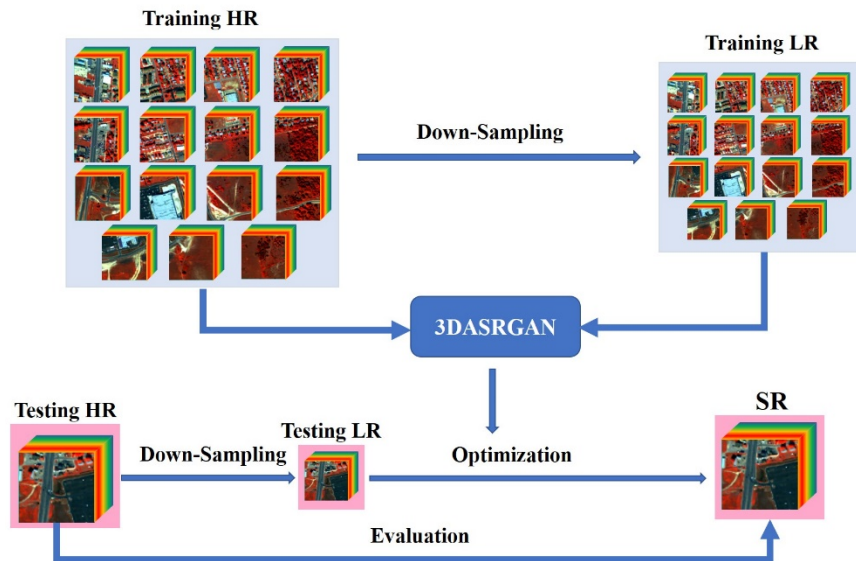 Training HR
Training LR
Down-Sampling
3DASRGAN
Testing HR
SR
Testing LR
Down-Sampling
Optimization
Evaluation